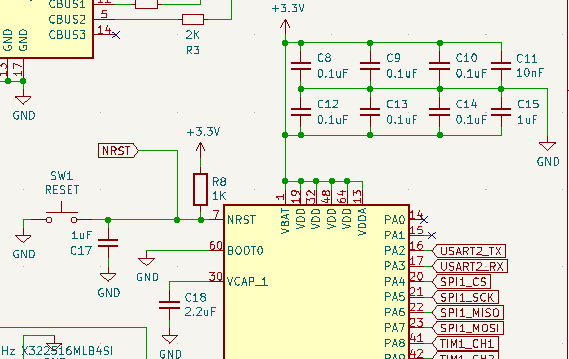 CBUS1 11
CBUS2 5
CBUS3 14
GND GND
17
2K
R3
GND
+3.3V
C8 0.1uF
C9 0.1uF
C10 0.1uF
C11 10nF
C12 0.1uF
C13 0.1uF
C14 0.1uF
C15 1uF
GND
NRST
+3.3V
R8
1K
SW1
RESET
GND
1uF
C17
GND
GND
C18
2.2uF
GND
1 19 32 48 64 13
VBAT VDD VDD VDD VDD VDDA
7 NRST
60 BOOT0
30 VCAP_1
PA0 14
PA1 15
PA2 16 USART2_TX
PA3 17 USART2_RX
PA4 20 SPI1_CS
PA5 21 SPI1_SCK
PA6 22 SPI1_MISO
PA7 23 SPI1_MOSI
PA8 41 TIM1_CH1
42 TIM1_CH2
Hz X322516MLB4SI